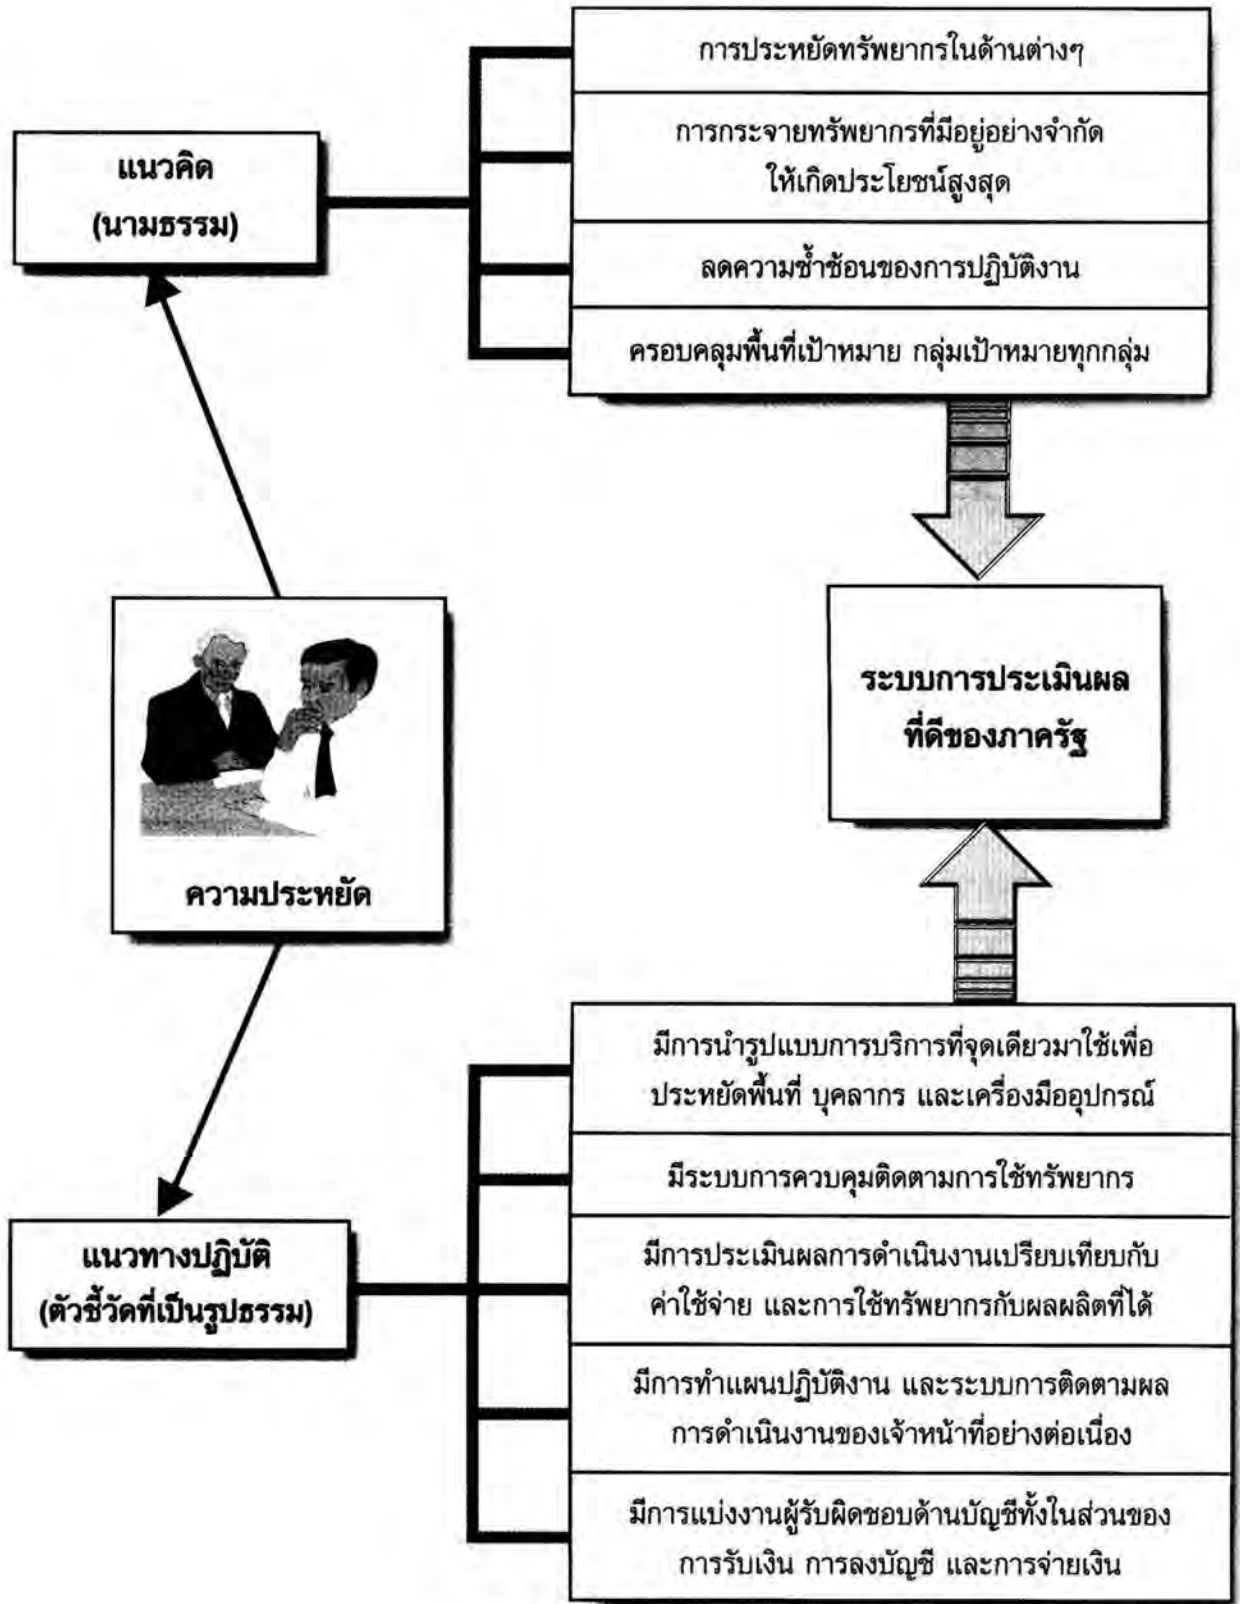 การประหยัดทรัพยากรในด้านต่างๆ
การกระจายทรัพยากรที่มีอยู่อย่างจำกัด
ให้เกิดประโยชน์สูงสุด
ลดความซ้ำซ้อนของการปฏิบัติงาน
ครอบคลุมพื้นที่เป้าหมาย กลุ่มเป้าหมายทุกกลุ่ม
แนวคิด
(นามธรรม)
ระบบการประเมินผล
ที่ดีของภาครัฐ
ความประหยัด
มีการนำรูปแบบการบริการที่จุดเดียวมาใช้เพื่อ
ประหยัดพื้นที่ บุคลากร และเครื่องมืออุปกรณ์
มีระบบการควบคุมติดตามการใช้ทรัพยากร
มีการประเมินผลการดำเนินงานเปรียบเทียบกับ
ค่าใช้จ่าย และการใช้ทรัพยากรกับผลผลิตที่ได้
มีการทำแผนปฏิบัติงาน และระบบการติดตามผล
การดำเนินงานของเจ้าหน้าที่อย่างต่อเนื่อง
มีการแบ่งงานผู้รับผิดชอบด้านบัญชีทั้งในส่วนของ
การรับเงิน การลงบัญชี และการจ่ายเงิน
แนวทางปฏิบัติ
(ตัวชี้วัดที่เป็นรูปธรรม)